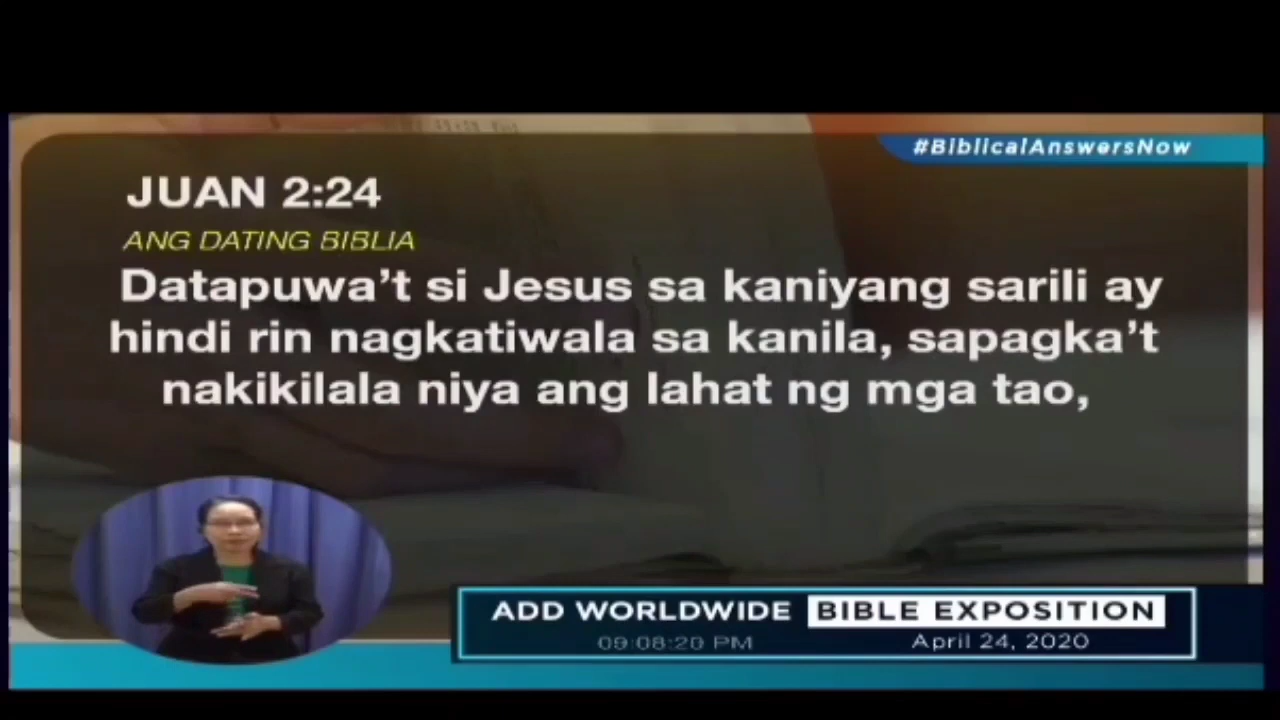 #BiblicalAnswersNow
JUAN 2:24
ANG DATING BIBLIA
Datapuwa’t si Jesus sa kaniyang sarili ay
hindi rin nagkatiwala sa kanila, sapagka’t
nakikilala niya ang lahat ng mga tao,
ADD WORLDWIDE BIBLE EXPOSITION
09:08:20 PM April 24, 2020